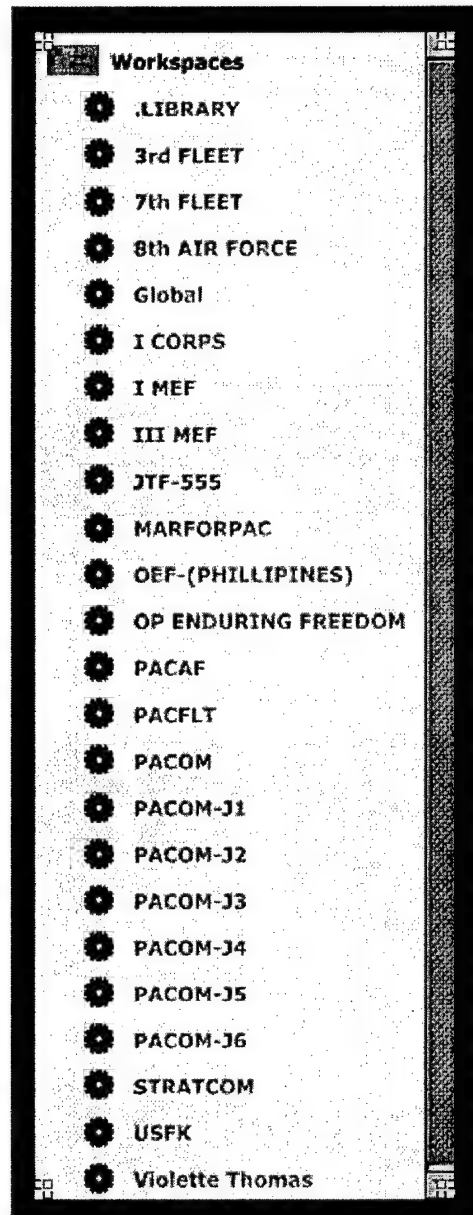 Workspaces
.LIBRARY
3rd FLEET
7th FLEET
8th AIR FORCE
Global
I CORPS
I MEF
III MEF
JTF-555
MARFORPAC
OEF-(PHILLIPINES)
OP ENDURING FREEDOM
PACAF
PACFLT
PACOM
PACOM-J1
PACOM-J2
PACOM-J3
PACOM-J4
PACOM-J5
PACOM-J6
STRATCOM
USFK
Violette Thomas